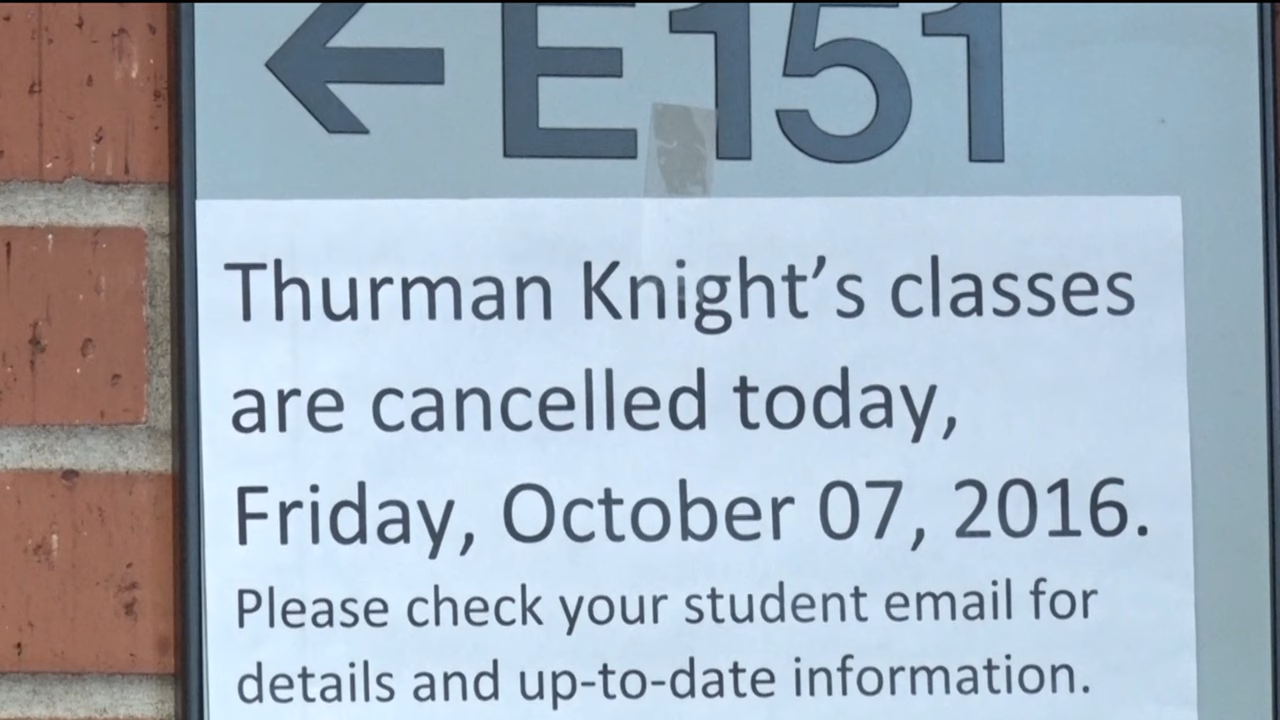 ← E151
Thurman Knight’s classes
are cancelled today,
Friday, October 07, 2016.
Please check your student email for
details and up-to-date information.